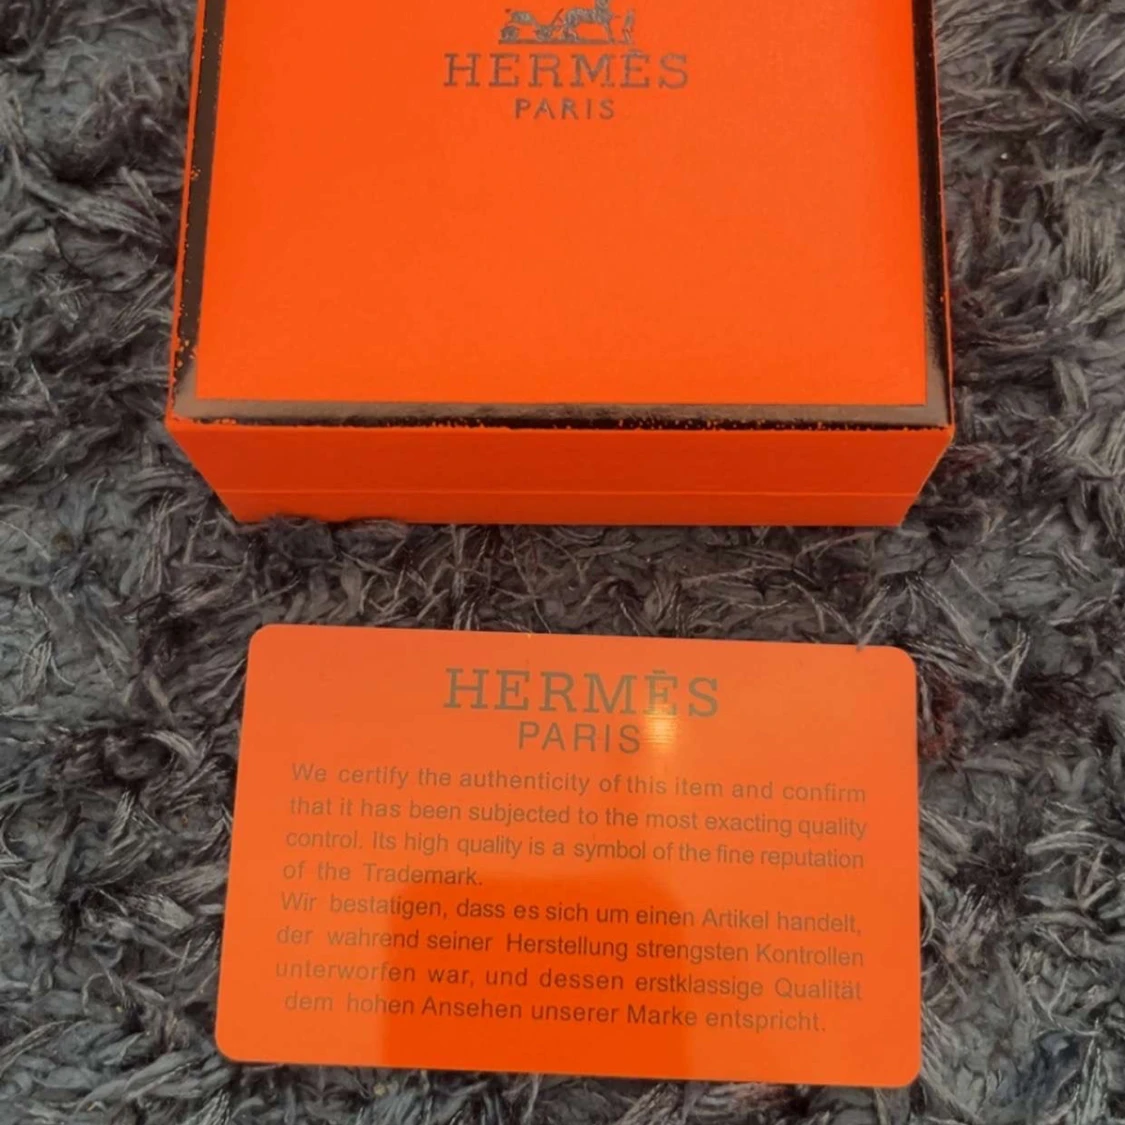 HERMÈS
PARIS
HERMĒS
PARIS
We certify the authenticity of this item and confirm
that it has been subjected to the most exacting quality
control. Its high quality is a symbol of the fine reputation
of the Trademark.
Wir bestatigen, dass es sich um einen Artikel handelt,
der wahrend seiner Herstellung strengsten Kontrollen
unterworfen war, und dessen erstklassige Qualität
dem hohen Ansehen unserer Marke entspricht.